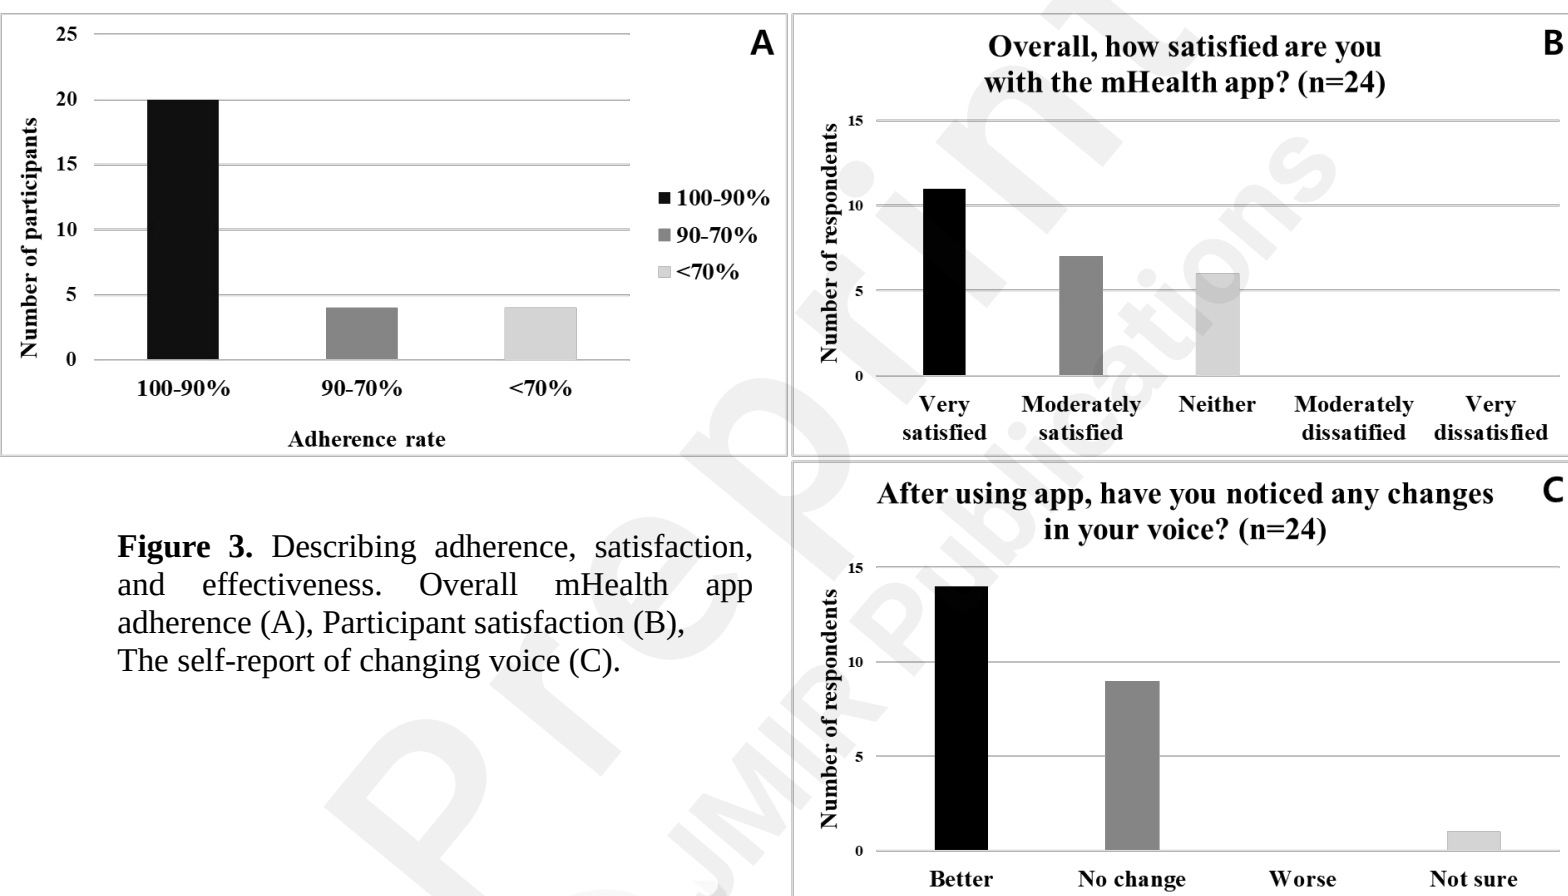 A
25
20
15
10
5
0
Number of participants
100-90%
90-70%
<70%
100-90%
90-70%
<70%
Adherence rate
B
Overall, how satisfied are you
with the mHealth app? (n=24)
15
10
5
0
Number of respondents
Very
satisfied
Moderately
satisfied
Neither
Moderately
dissatified
Very
dissatisfied
Figure 3. Describing adherence, satisfaction,
and effectiveness. Overall mHealth app
adherence (A), Participant satisfaction (B),
The self-report of changing voice (C).
C
After using app, have you noticed any changes
in your voice? (n=24)
15
10
5
0
Number of respondents
Better
No change
Worse
Not sure
Preprint
JMIR Publications